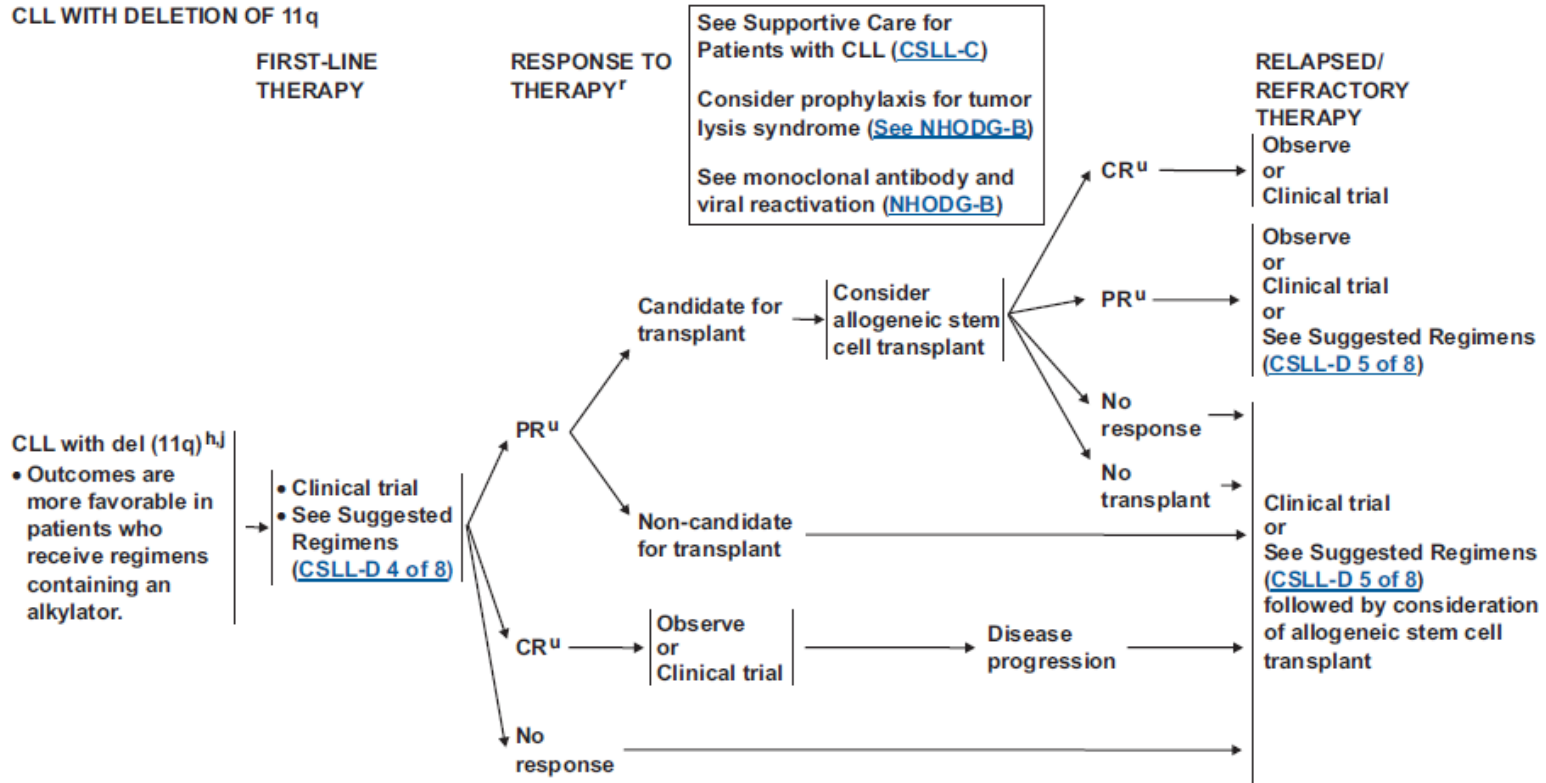 CLL WITH DELETION OF 11q
FIRST-LINE
THERAPY
RESPONSE TO
THERAPYʳ
See Supportive Care for
Patients with CLL (CSLL-C)
Consider prophylaxis for tumor
lysis syndrome (See NHODG-B)
See monoclonal antibody and
viral reactivation (NHODG-B)
RELAPSED/
REFRACTORY
THERAPY
CLL with del (11q)ʰ,ʲ
• Outcomes are
more favorable in
patients who
receive regimens
containing an
alkylator.
• Clinical trial
• See Suggested
Regimens
(CSLL-D 4 of 8)
PRᵘ
Candidate for
transplant
Consider
allogeneic stem
cell transplant
CRᵘ
Observe
or
Clinical trial
PRᵘ
Observe
or
Clinical trial
or
See Suggested Regimens
(CSLL-D 5 of 8)
No
response
No
transplant
Non-candidate
for transplant
CRᵘ
Observe
or
Clinical trial
Disease
progression
No
response
Clinical trial
or
See Suggested Regimens
(CSLL-D 5 of 8)
followed by consideration
of allogeneic stem cell
transplant